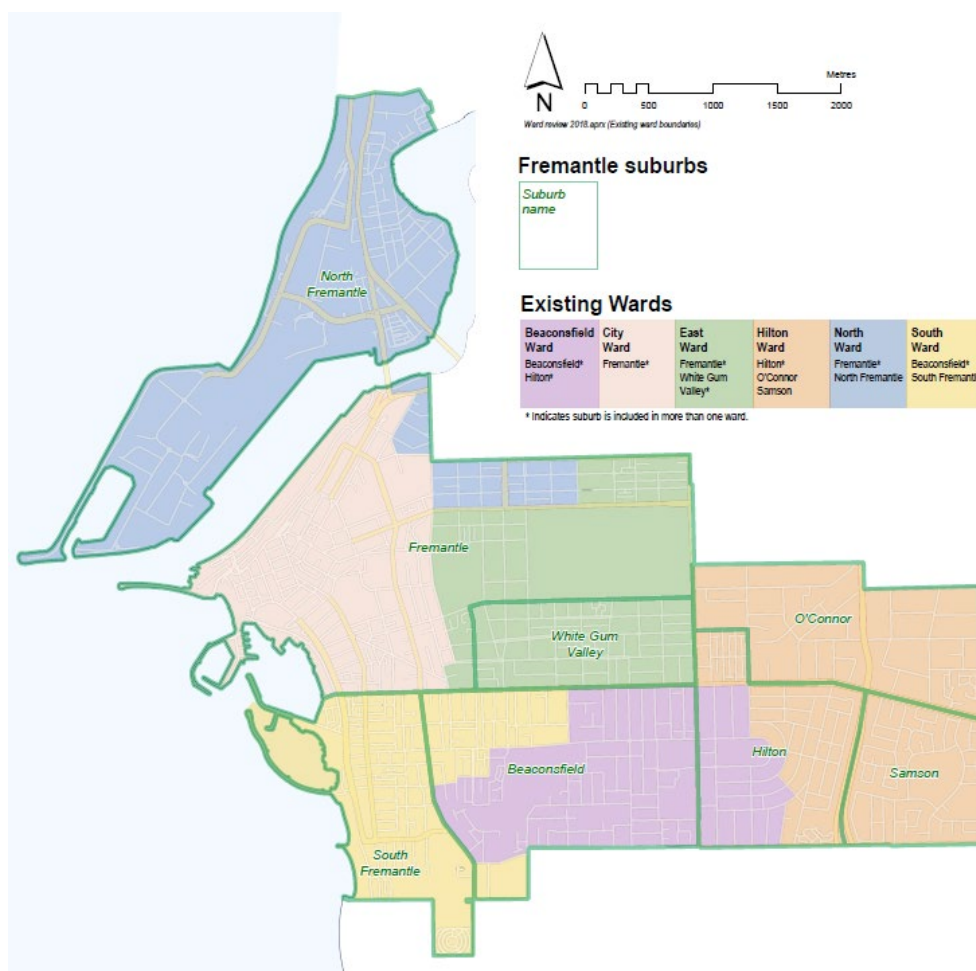 Metres
N
0 500 1000 1500 2000
Ward review 2018.aprx (Existing ward boundaries)
Fremantle suburbs
Suburb
name
Existing Wards
Beaconsfield
Ward
Beaconsfield*
Hilton*
City
Ward
Fremantle*
East
Ward
Fremantle*
White Gum
Valley*
Hilton
Ward
Hilton*
O'Connor
Samson
North
Ward
Fremantle*
North Fremantle
South
Ward
Beaconsfield*
South Fremantl
* Indicates suburb is included in more than one ward.
North
Fremantle
Fremantle
O'Connor
White Gum
Valley
Hilton
Beaconsfield
Samson
South
Fremantle